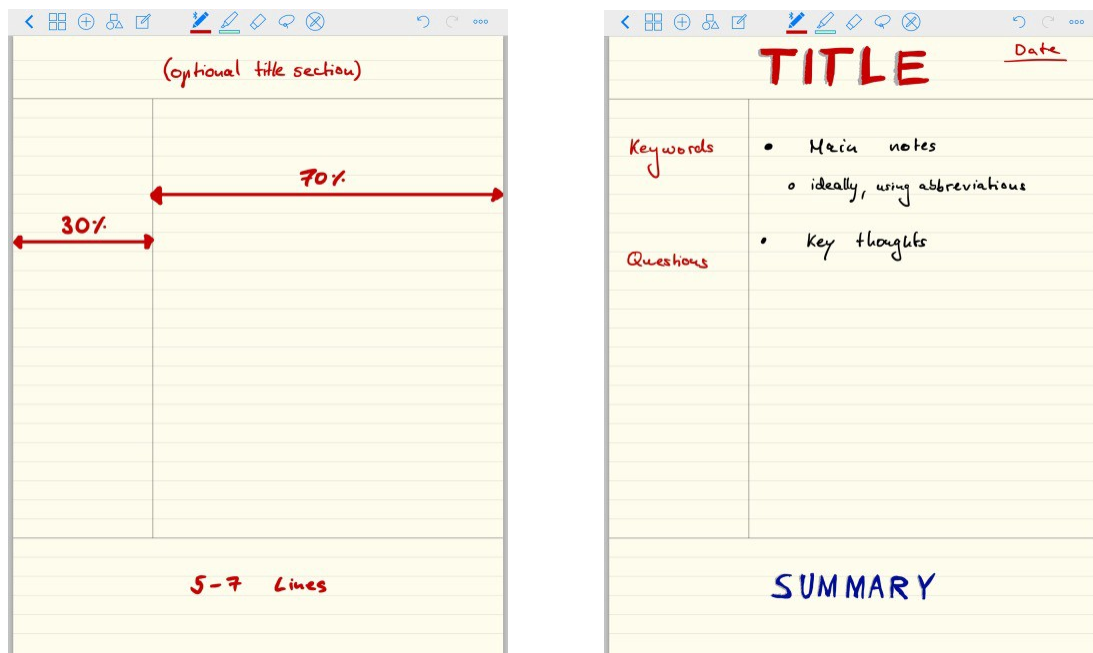 (optional title section)
70%
30%
5-7 Lines
TITLE
Date
Keywords
• Main notes
o ideally, using abbreviations
• Key thoughts
Questions
SUMMARY